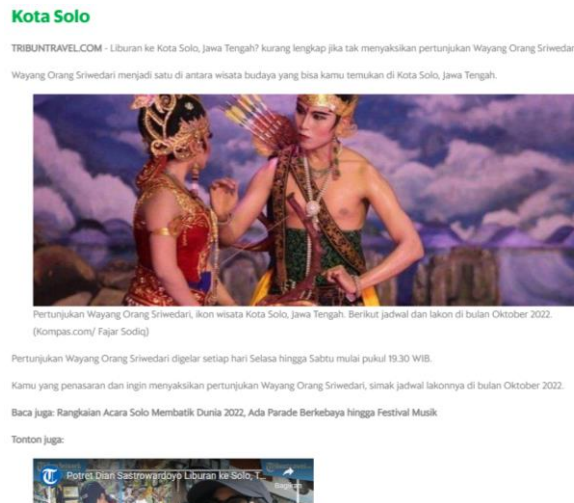 Kota Solo
TRIBUNTRAVEL.COM - Liburan ke Kota Solo, Jawa Tengah? kurang lengkap jika tak menyaksikan pertunjukan Wayang Orang Sriwedar
Wayang Orang Sriwedari menjadi satu di antara wisata budaya yang bisa kamu temukan di Kota Solo, Jawa Tengah.
Pertunjukan Wayang Orang Sriwedari, ikon wisata Kota Solo, Jawa Tengah. Berikut jadwal dan lakon di bulan Oktober 2022.
(Kompas.com/ Fajar Sodiq)
Pertunjukan Wayang Orang Sriwedari digelar setiap hari Selasa hingga Sabtu mulai pukul 19.30 WIB.
Kamu yang penasaran dan ingin menyaksikan pertunjukan Wayang Orang Sriwedari, simak jadwal lakonnya di bulan Oktober 2022.
Baca juga: Rangkaian Acara Solo Membatik Dunia 2022, Ada Parade Berkebaya hingga Festival Musik
Tonton juga:
Potret Dian Sastrowardoyo Liburan ke Solo, T...
Bagikan